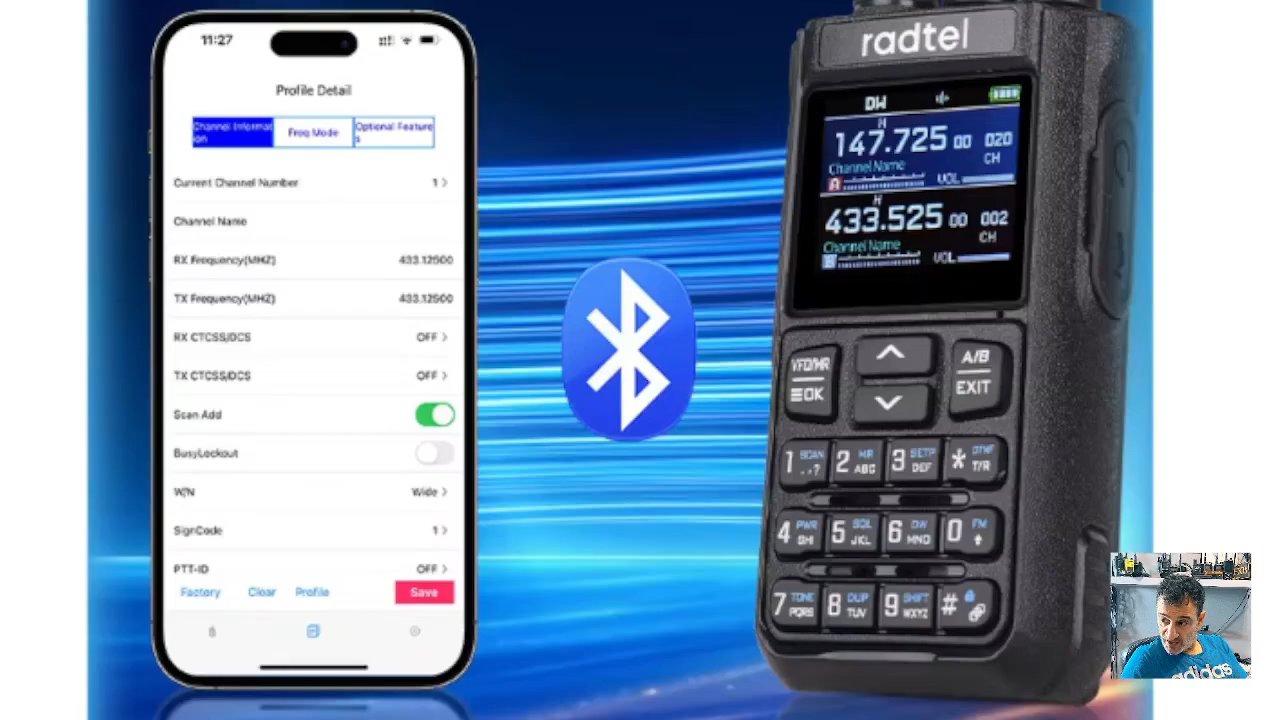 11:27
Profile Detail
Channel Informat
ion
Freq Mode
Optional Feature
s
Current Channel Number
1
Channel Name
RX Frequency(MHZ)
433.12500
TX Frequency(MHZ)
433.12500
RX CTCSS/DCS
OFF
TX CTCSS/DCS
OFF
Scan Add
BusyLockout
W/N
Wide
SignCode
1
PTT-ID
OFF
Factory
Clear
Profile
Save
radtel
DW
H
147.725 00 020
CH
Channel Name
A
VOL
H
433.525 00 002
CH
Channel Name
B
VOL
VFO/MR
OK
A/B
EXIT
1 SCAN .,?
2 MR ABC
3 SETP DEF
* DTMF T/R
4 PWR GHI
5 SQL JKL
6 DW MNO
0 FM
7 TONE PQRS
8 DUP TUV
9 SHIFT WXYZ
#
adidas